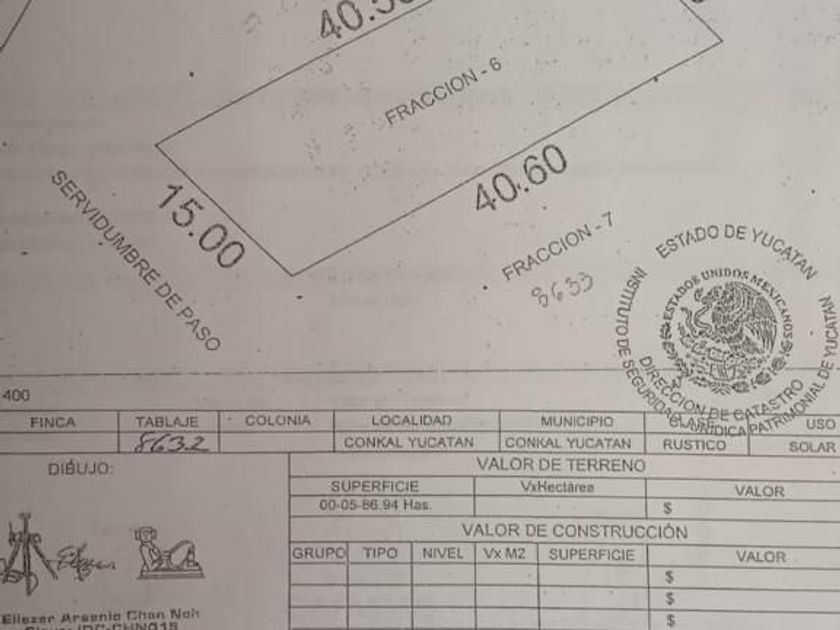 FRACCION - 6
15.00
40.60
SERVIDUMBRE DE PASO
FRACCION - 7
8633
ESTADO DE YUCATAN
INSTITUTO DE SEGURIDAD JURIDICA PATRIMONIAL DE YUCATAN
ESTADOS UNIDOS MEXICANOS
DIRECCION DE CATASTRO
400
FINCA TABLAJE COLONIA LOCALIDAD MUNICIPIO USO
8632 CONKAL YUCATAN CONKAL YUCATAN RUSTICO SOLAR
DIBUJO:
VALOR DE TERRENO
SUPERFICIE VxHectárea VALOR
00-05-86.94 Has. $
VALOR DE CONSTRUCCIÓN
GRUPO TIPO NIVEL Vx M2 SUPERFICIE VALOR
$
$
$
Eliezer Arsenio Chan Noh